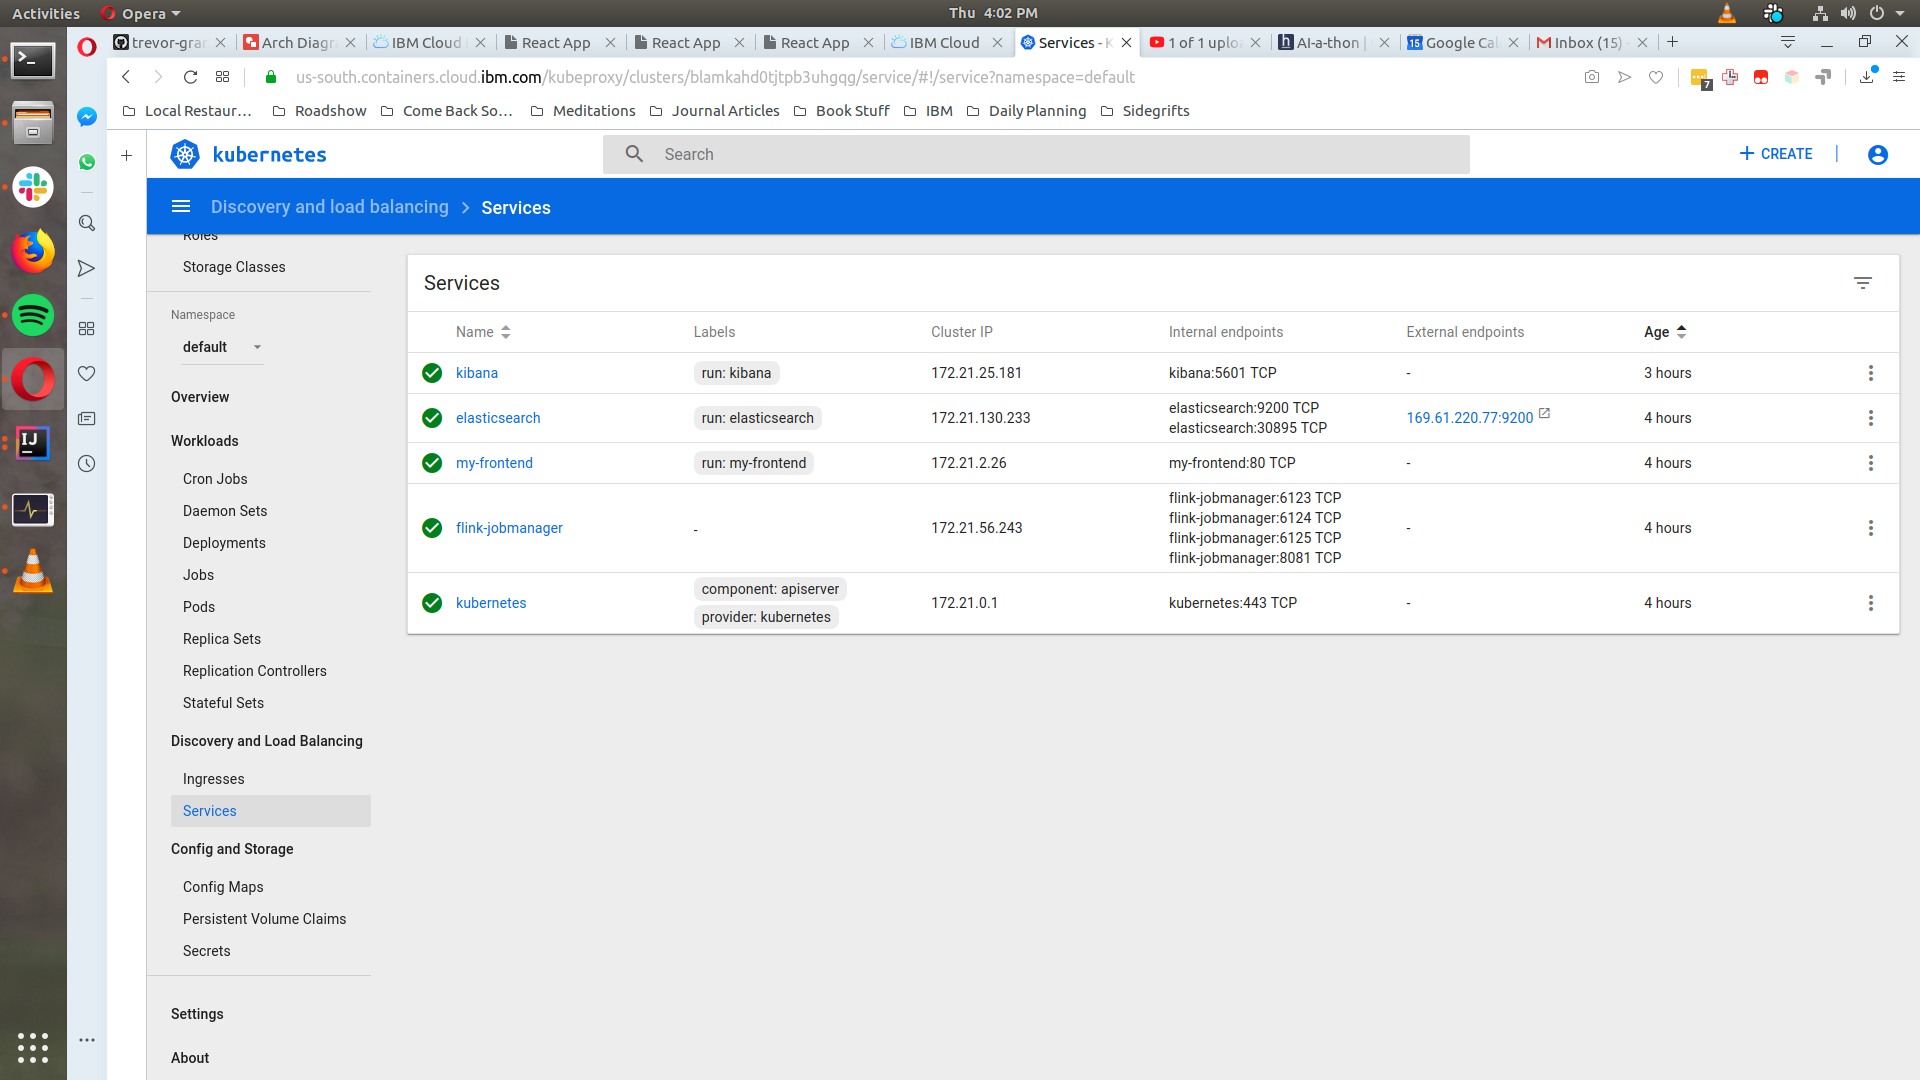 Activities
Opera
Thu 4:02 PM
trevor-gra
Arch Diagr
IBM Cloud
React App
React App
React App
IBM Cloud
Services - K
1 of 1 uplo
AI-a-thon |
15
Google Cal
Inbox (15) -
us-south.containers.cloud.ibm.com/kubeproxy/clusters/blamkahd0tjtpb3uhgqg/service/#!/service?namespace=default
7
Local Restaur...
Roadshow
Come Back So...
Meditations
Journal Articles
Book Stuff
IBM
Daily Planning
Sidegrifts
kubernetes
Search
+ CREATE
Discovery and load balancing > Services
Roles
Storage Classes
Namespace
default
Overview
Workloads
Cron Jobs
Daemon Sets
Deployments
Jobs
Pods
Replica Sets
Replication Controllers
Stateful Sets
Discovery and Load Balancing
Ingresses
Services
Config and Storage
Config Maps
Persistent Volume Claims
Secrets
Settings
About
Services
Name Labels Cluster IP Internal endpoints External endpoints Age
kibana run: kibana 172.21.25.181 kibana:5601 TCP - 3 hours
elasticsearch run: elasticsearch 172.21.130.233 elasticsearch:9200 TCP 169.61.220.77:9200 4 hours
elasticsearch:30895 TCP
my-frontend run: my-frontend 172.21.2.26 my-frontend:80 TCP - 4 hours
flink-jobmanager - 172.21.56.243 flink-jobmanager:6123 TCP - 4 hours
flink-jobmanager:6124 TCP
flink-jobmanager:6125 TCP
flink-jobmanager:8081 TCP
kubernetes component: apiserver 172.21.0.1 kubernetes:443 TCP - 4 hours
provider: kubernetes
IJ